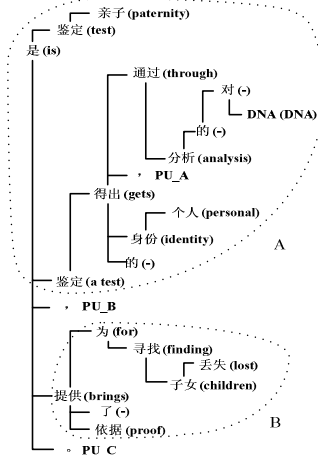 亲子 (paternity)
鉴定 (test)
是 (is)
通过 (through)
对 (-)
DNA (DNA)
的 (-)
分析 (analysis)
， PU_A
得出 (gets)
个人 (personal)
身份 (identity)
A
的 (-)
鉴定 (a test)
， PU_B
为 (for)
寻找 (finding)
丢失 (lost)
子女 (children)
提供 (brings)
了 (-)
B
依据 (proof)
。 PU_C